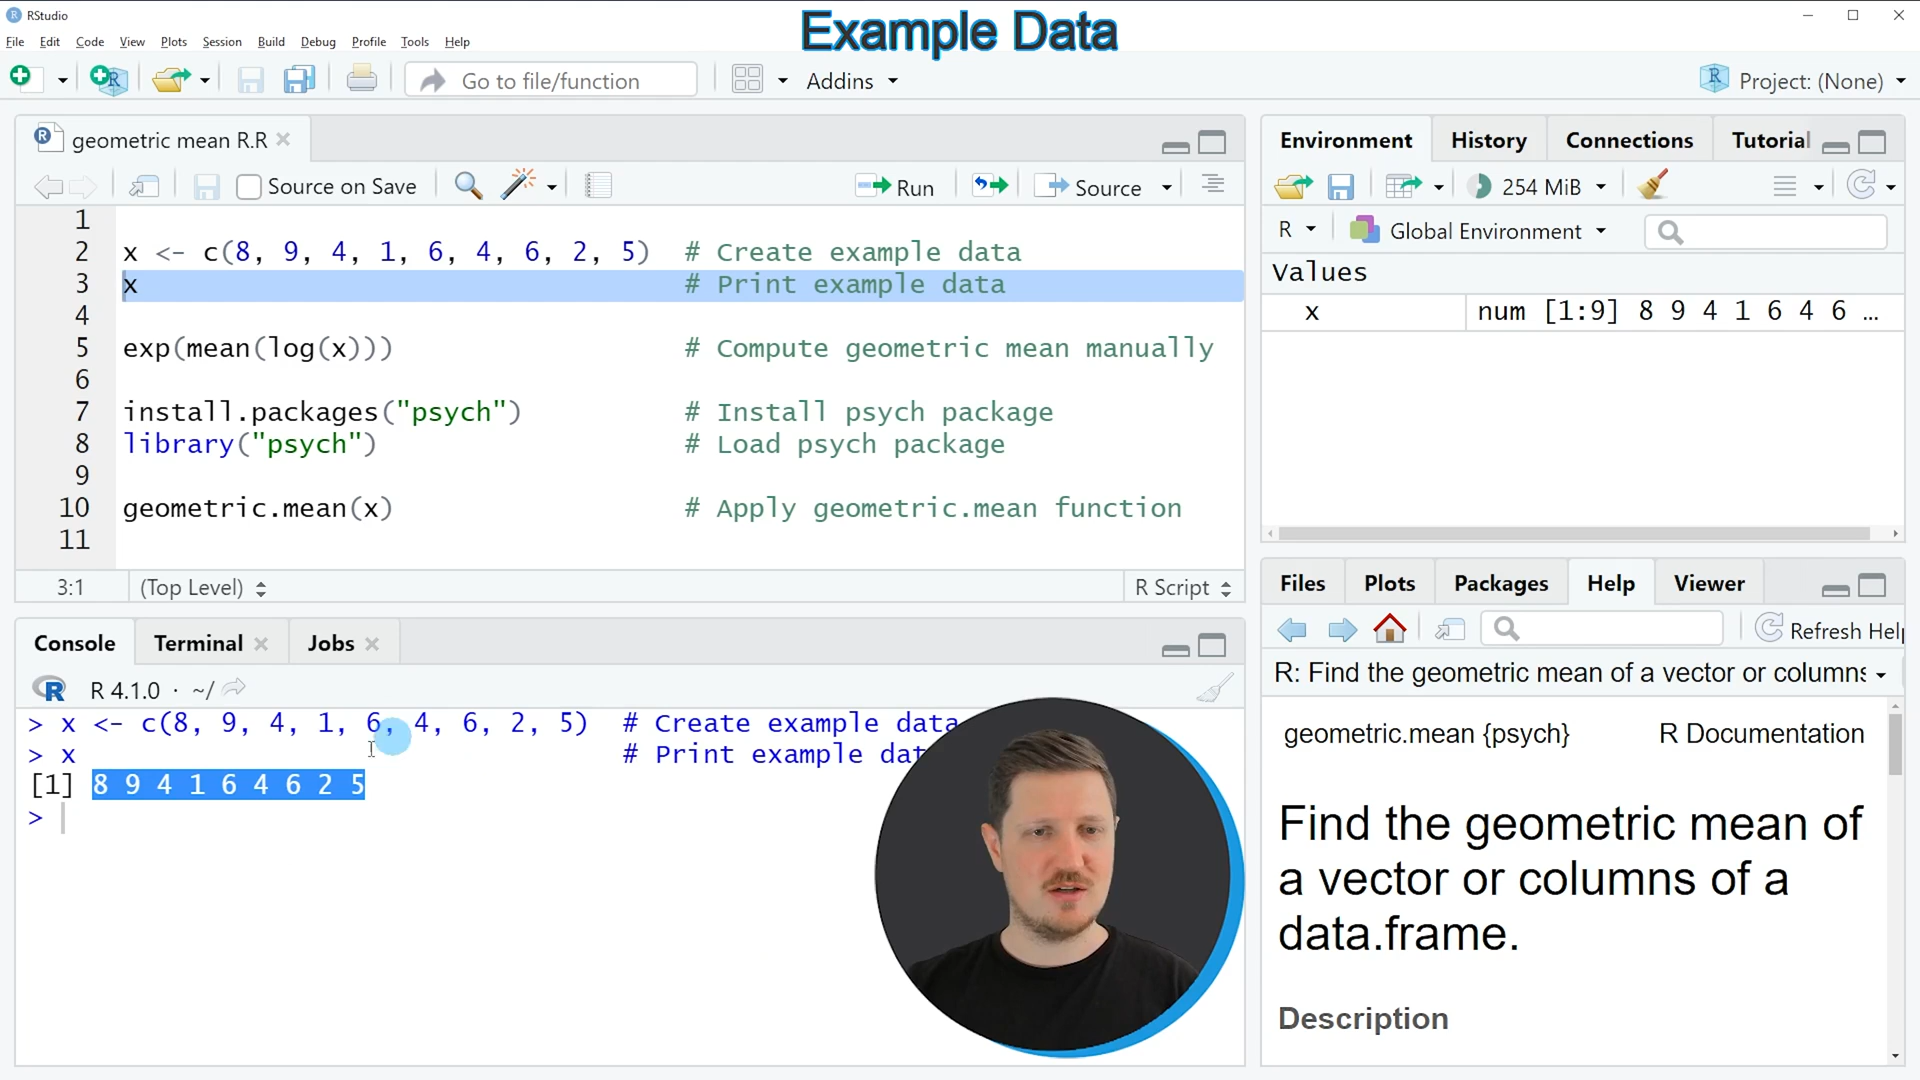 RStudio
Example Data
File Edit Code View Plots Session Build Debug Profile Tools Help
Go to file/function
Addins
Project: (None)
geometric mean R.R
Source on Save
Run
Source
1
2 x <- c(8, 9, 4, 1, 6, 4, 6, 2, 5) # Create example data
3 x # Print example data
4
5 exp(mean(log(x))) # Compute geometric mean manually
6
7 install.packages("psych") # Install psych package
8 library("psych") # Load psych package
9
10 geometric.mean(x) # Apply geometric.mean function
11
3:1 (Top Level) R Script
Console Terminal Jobs
R 4.1.0 · ~/
> x <- c(8, 9, 4, 1, 6, 4, 6, 2, 5) # Create example data
> x # Print example dat
[1] 8 9 4 1 6 4 6 2 5
>
Environment History Connections Tutorial
254 MiB
R Global Environment
Values
x num [1:9] 8 9 4 1 6 4 6 ...
Files Plots Packages Help Viewer
Refresh Help
R: Find the geometric mean of a vector or columns
geometric.mean {psych} R Documentation
Find the geometric mean of
a vector or columns of a
data.frame.
Description